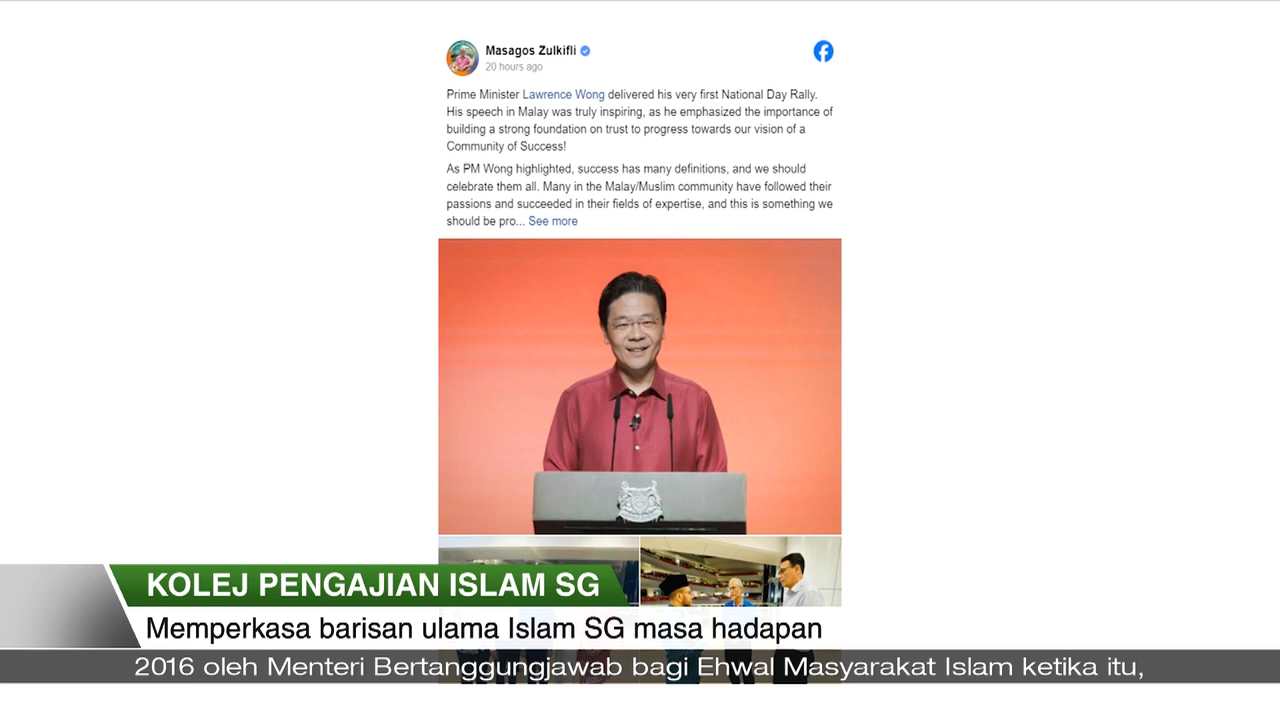 Masagos Zulkifli
20 hours ago
Prime Minister Lawrence Wong delivered his very first National Day Rally.
His speech in Malay was truly inspiring, as he emphasized the importance of
building a strong foundation on trust to progress towards our vision of a
Community of Success!
As PM Wong highlighted, success has many definitions, and we should
celebrate them all. Many in the Malay/Muslim community have followed their
passions and succeeded in their fields of expertise, and this is something we
should be pro... See more
KOLEJ PENGAJIAN ISLAM SG
Memperkasa barisan ulama Islam SG masa hadapan
2016 oleh Menteri Bertanggungjawab bagi Ehwal Masyarakat Islam ketika itu,